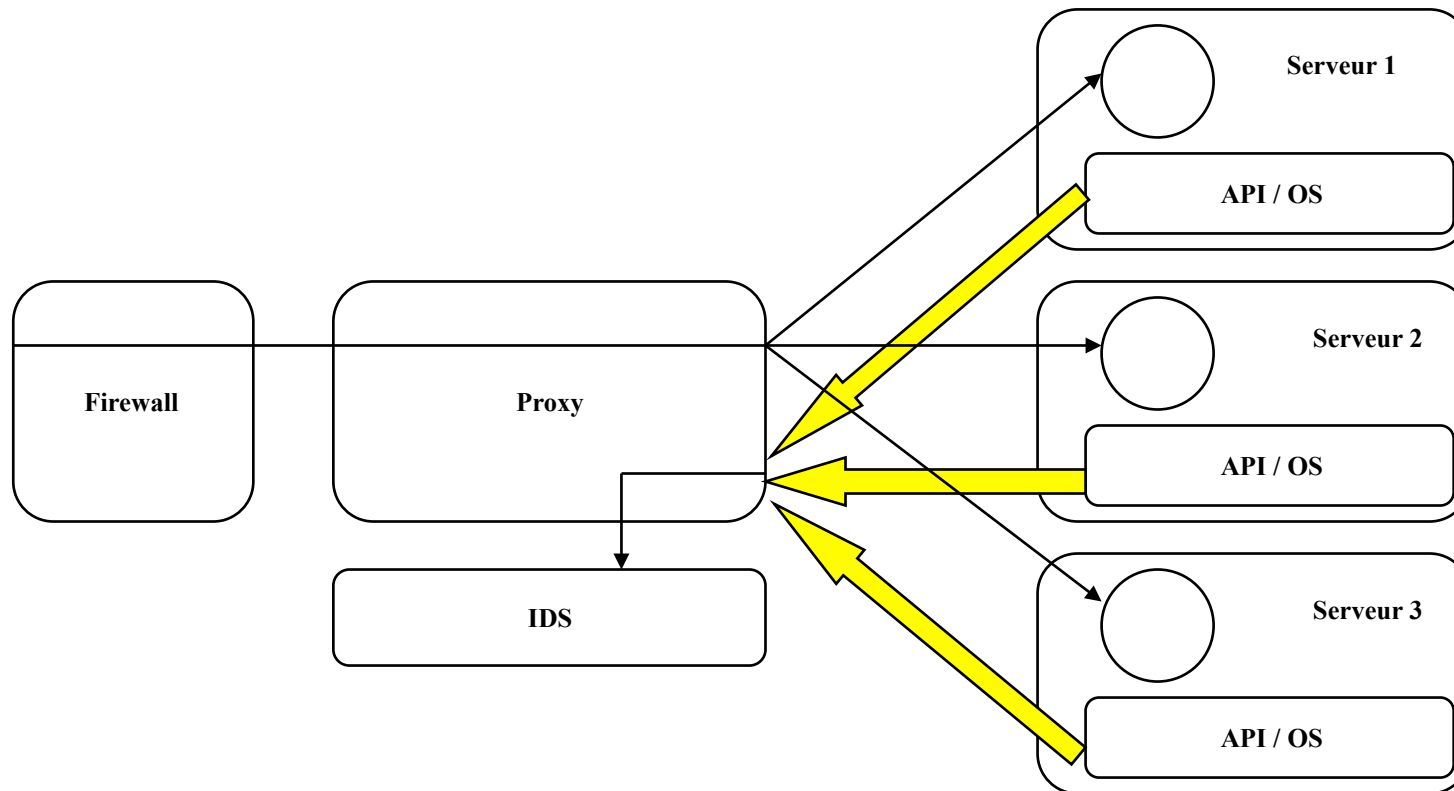 Serveur 1
API / OS
Serveur 2
Firewall
Proxy
API / OS
IDS
Serveur 3
API / OS